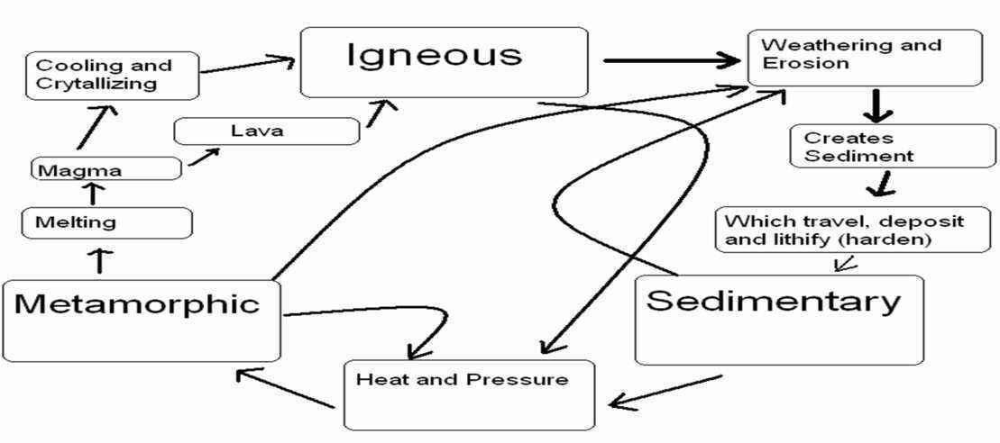 Igneous
Weathering and
Erosion
Cooling and
Crytallizing
Lava
Creates
Sediment
Magma
Melting
Which travel, deposit
and lithify (harden)
Metamorphic
Sedimentary
Heat and Pressure